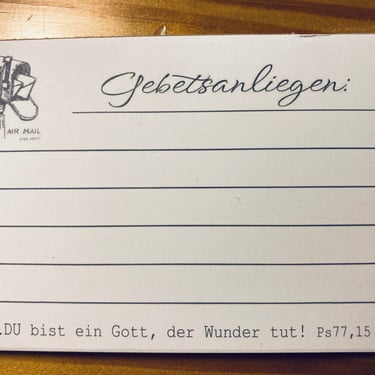 Gebetsanliegen:
AIR MAIL
.DU bist ein Gott, der Wunder tut! Ps77,15